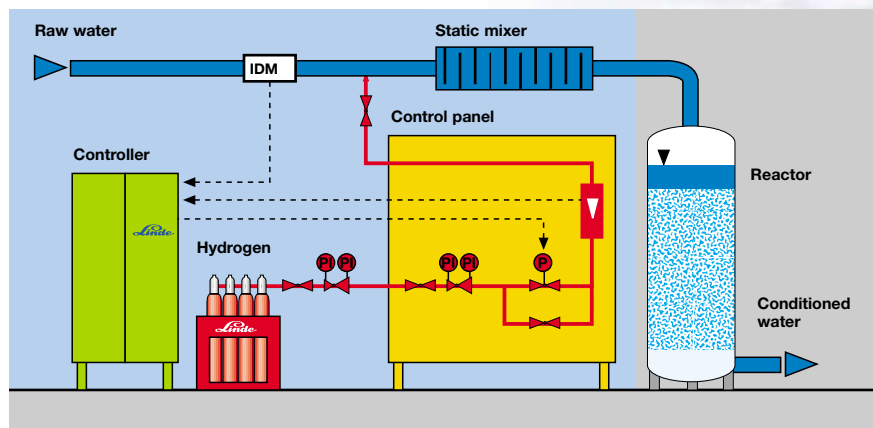 Raw water
Static mixer
IDM
Control panel
Controller
Reactor
Linde
Hydrogen
PI PI
PI PI
P
Conditioned
water
Linde